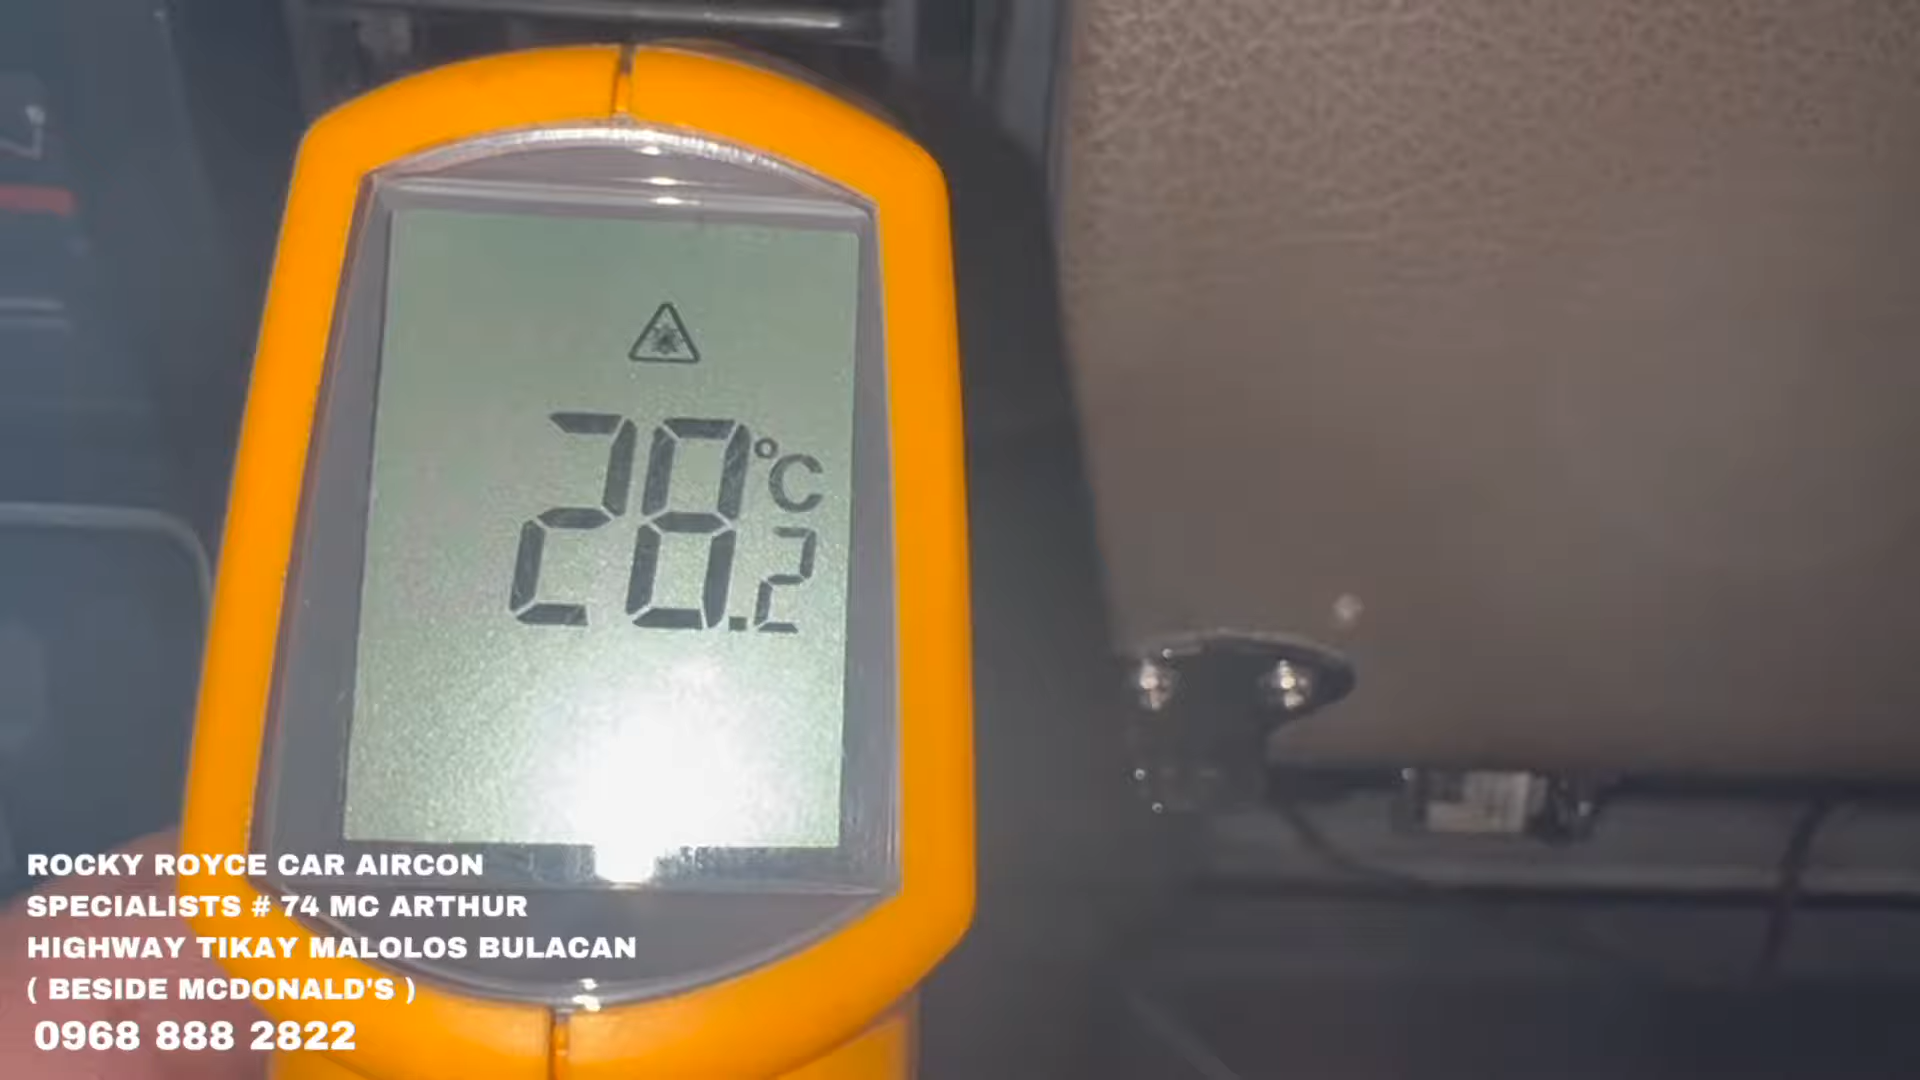 28.2 °C
ROCKY ROYCE CAR AIRCON
SPECIALISTS # 74 MC ARTHUR
HIGHWAY TIKAY MALOLOS BULACAN
( BESIDE MCDONALD'S )
0968 888 2822